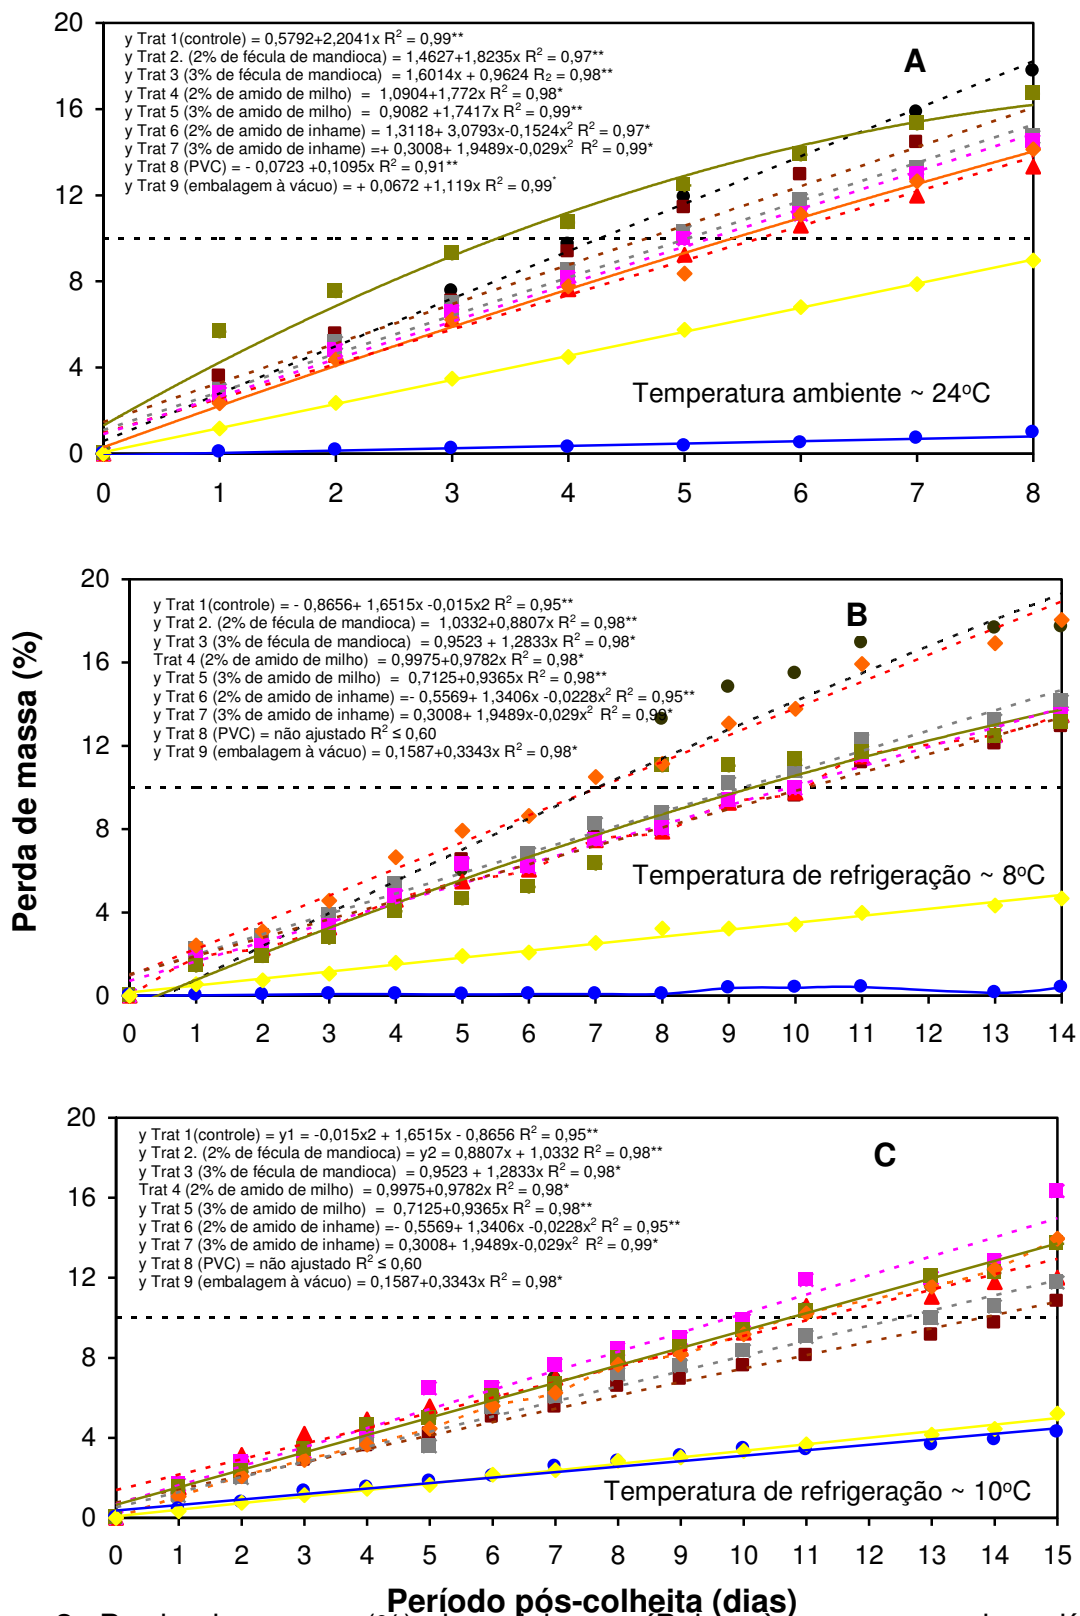 20
y Trat 1(controle) = 0,5792+2,2041x R² = 0,99**
y Trat 2. (2% de fécula de mandioca) = 1,4627+1,8235x R² = 0,97**
y Trat 3 (3% de fécula de mandioca) = 1,6014x + 0,9624 R₂ = 0,98**
y Trat 4 (2% de amido de milho) = 1,0904+1,772x R² = 0,98*
y Trat 5 (3% de amido de milho) = 0,9082 +1,7417x R² = 0,99**
y Trat 6 (2% de amido de inhame) = 1,3118+ 3,0793x-0,1524x² R² = 0,97*
y Trat 7 (3% de amido de inhame) =+ 0,3008+ 1,9489x-0,029x² R² = 0,99*
y Trat 8 (PVC) = - 0,0723 +0,1095x R² = 0,91**
y Trat 9 (embalagem à vácuo) = + 0,0672 +1,119x R² = 0,99*
A
16
12
8
4
0
Temperatura ambiente ~ 24ºC
0 1 2 3 4 5 6 7 8
Perda de massa (%)
20
y Trat 1(controle) = - 0,8656+ 1,6515x -0,015x2 R² = 0,95**
y Trat 2. (2% de fécula de mandioca) = 1,0332+0,8807x R² = 0,98**
y Trat 3 (3% de fécula de mandioca) = 0,9523 + 1,2833x R² = 0,98*
Trat 4 (2% de amido de milho) = 0,9975+0,9782x R² = 0,98*
y Trat 5 (3% de amido de milho) = 0,7125+0,9365x R² = 0,98**
y Trat 6 (2% de amido de inhame) =- 0,5569+ 1,3406x -0,0228x² R² = 0,95**
y Trat 7 (3% de amido de inhame) = 0,3008+ 1,9489x-0,029x² R² = 0,99*
y Trat 8 (PVC) = não ajustado R² ≤ 0,60
y Trat 9 (embalagem à vácuo) = 0,1587+0,3343x R² = 0,98*
B
16
12
8
4
0
Temperatura de refrigeração ~ 8ºC
0 1 2 3 4 5 6 7 8 9 10 11 12 13 14
20
y Trat 1(controle) = y1 = -0,015x2 + 1,6515x - 0,8656 R² = 0,95**
y Trat 2. (2% de fécula de mandioca) = y2 = 0,8807x + 1,0332 R² = 0,98**
y Trat 3 (3% de fécula de mandioca) = 0,9523 + 1,2833x R² = 0,98*
Trat 4 (2% de amido de milho) = 0,9975+0,9782x R² = 0,98*
y Trat 5 (3% de amido de milho) = 0,7125+0,9365x R² = 0,98**
y Trat 6 (2% de amido de inhame) =- 0,5569+ 1,3406x -0,0228x² R² = 0,95**
y Trat 7 (3% de amido de inhame) = 0,3008+ 1,9489x-0,029x² R² = 0,99*
y Trat 8 (PVC) = não ajustado R² ≤ 0,60
y Trat 9 (embalagem à vácuo) = 0,1587+0,3343x R² = 0,98*
C
16
12
8
4
0
Temperatura de refrigeração ~ 10ºC
0 1 2 3 4 5 6 7 8 9 10 11 12 13 14 15
Período pós-colheita (dias)